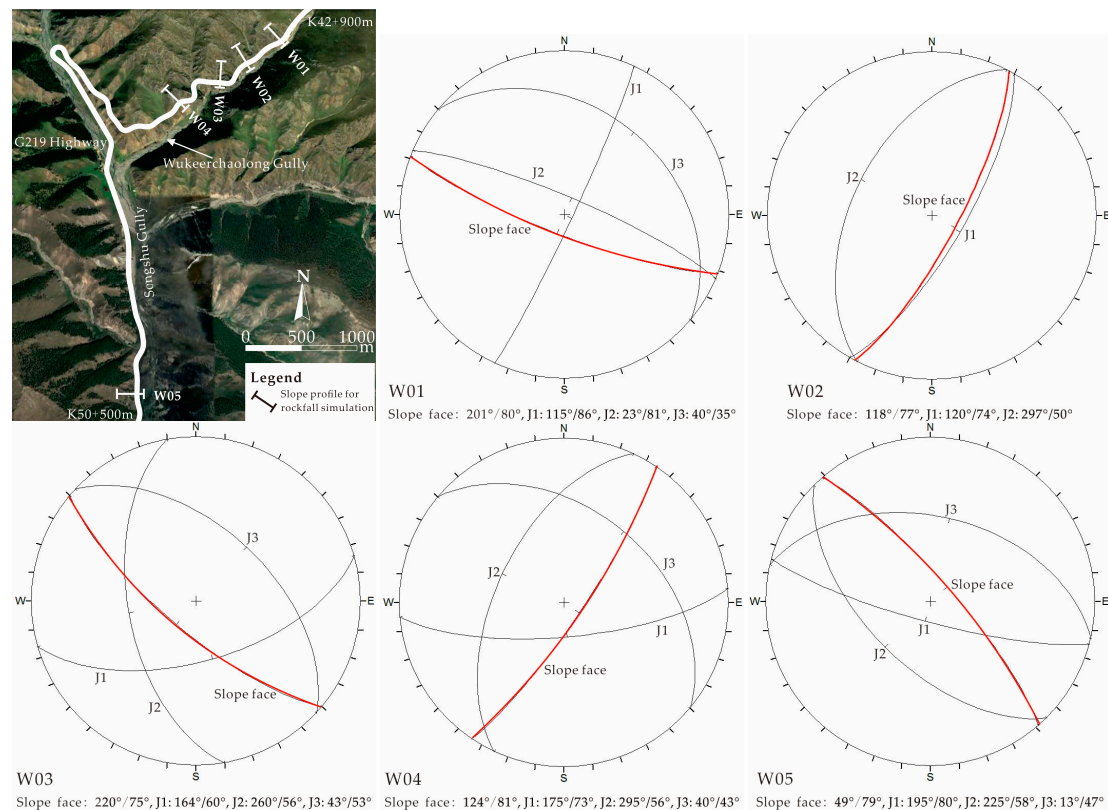 K42+900m
W01
W02
W03
W04
G219 Highway
Wukeerchaolong Gully
Sengshu Gully
N
0 500 1000
m
Legend
Slope profile for
rockfall simulation
W05
K50+500m
N
J1
J3
J2
W
E
Slope face
S
W01
Slope face: 201°/80°, J1: 115°/86°, J2: 23°/81°, J3: 40°/35°
N
J2
Slope face
W
E
J1
S
W02
Slope face: 118°/77°, J1: 120°/74°, J2: 297°/50°
N
J3
W
E
J1
Slope face
J2
S
W03
Slope face: 220°/75°, J1: 164°/60°, J2: 260°/56°, J3: 43°/53°
N
J2
J3
W
E
J1
Slope face
S
W04
Slope face: 124°/81°, J1: 175°/73°, J2: 295°/56°, J3: 40°/43°
N
J3
Slope face
W
E
J1
J2
S
W05
Slope face: 49°/79°, J1: 195°/80°, J2: 225°/58°, J3: 13°/47°